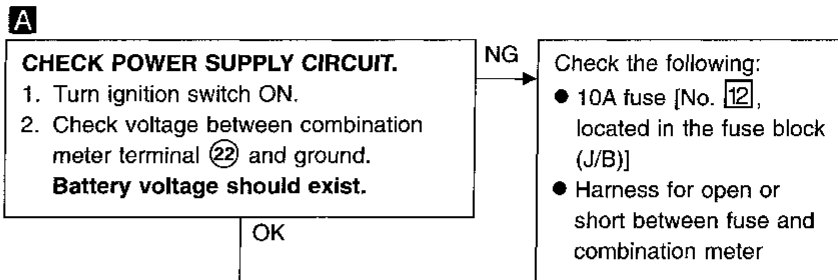 A
CHECK POWER SUPPLY CIRCUIT.
1. Turn ignition switch ON.
2. Check voltage between combination
meter terminal ㉒ and ground.
Battery voltage should exist.
OK
NG
Check the following:
● 10A fuse [No. 12,
located in the fuse block
(J/B)]
● Harness for open or
short between fuse and
combination meter